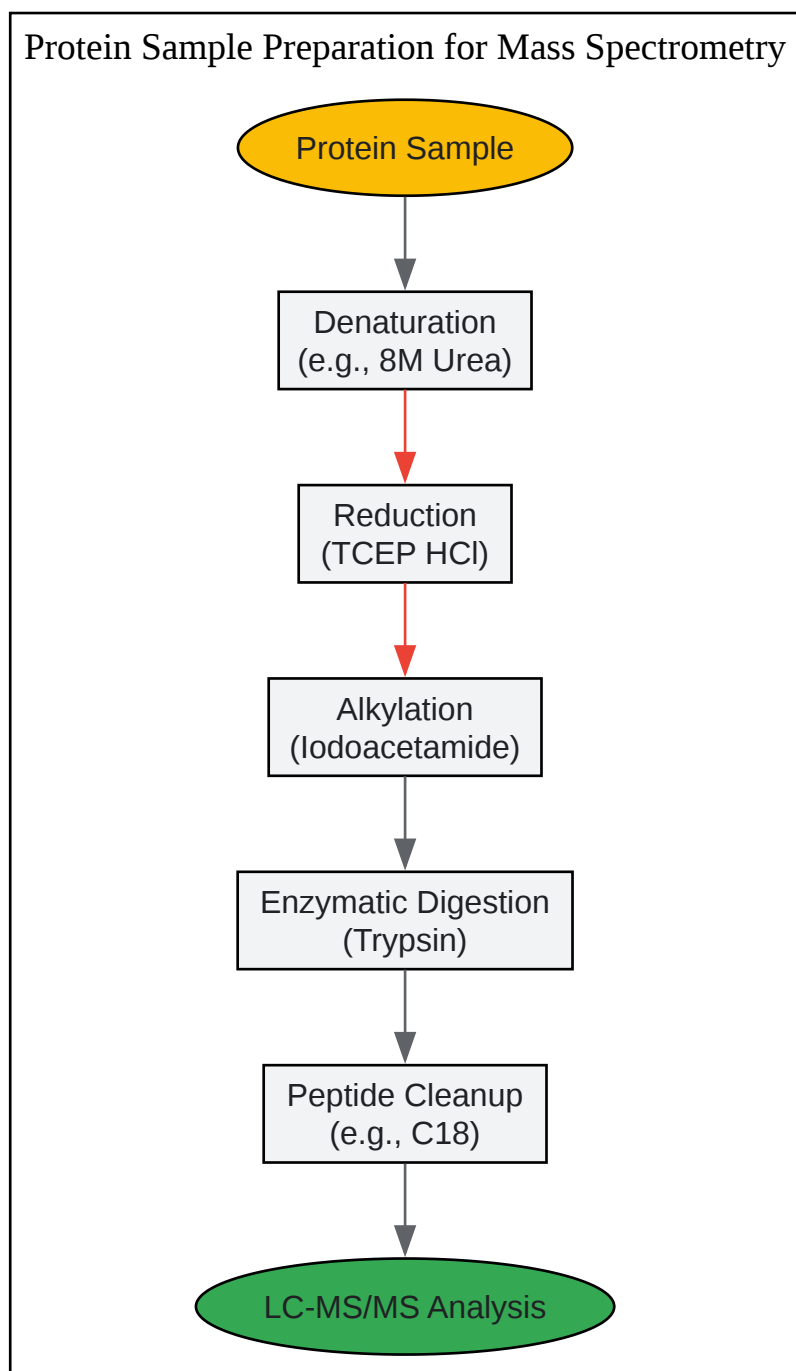 Protein Sample Preparation for Mass Spectrometry
Protein Sample
Denaturation
(e.g., 8M Urea)
Reduction
(TCEP HCl)
Alkylation
(Iodoacetamide)
Enzymatic Digestion
(Trypsin)
Peptide Cleanup
(e.g., C18)
LC-MS/MS Analysis